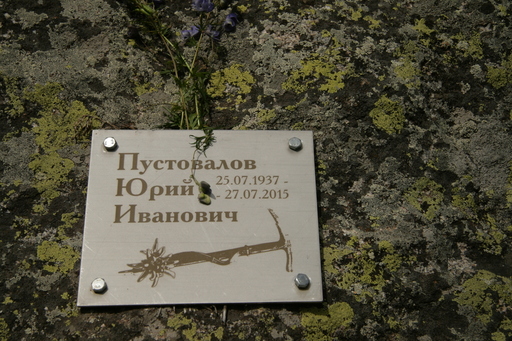 Пустовалов
Юрий 25.07.1937 -
- 27.07.2015
Иванович